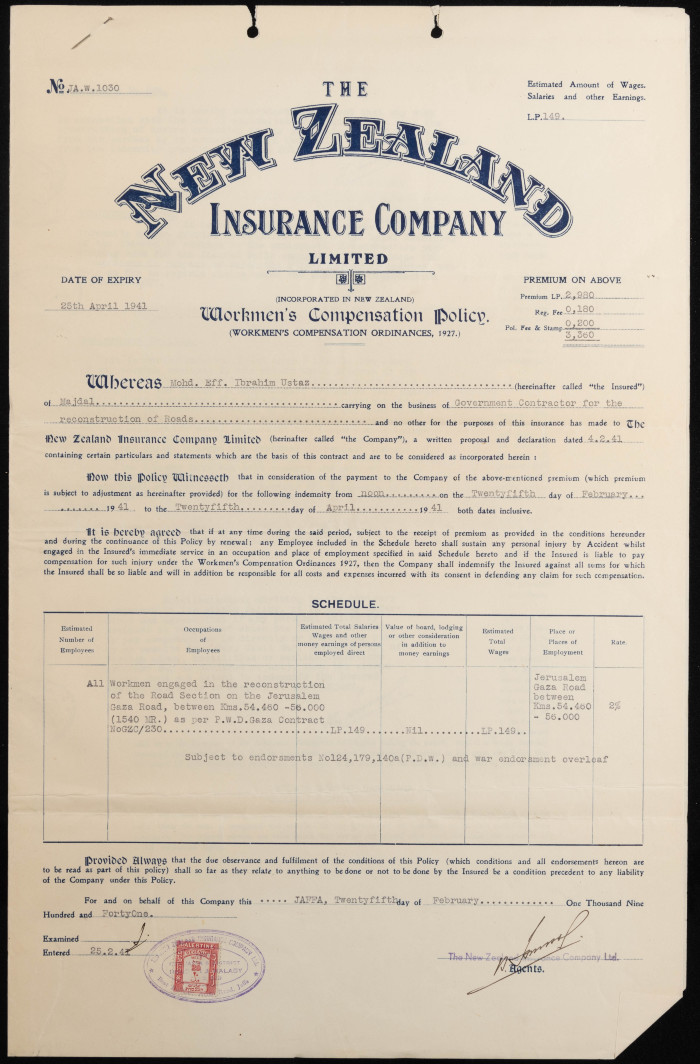 No JA.W.1030
Estimated Amount of Wages.
Salaries and other Earnings.
LP.149.
THE
NEW ZEALAND
INSURANCE COMPANY
LIMITED
DATE OF EXPIRY
25th April 1941
(INCORPORATED IN NEW ZEALAND)
Workmen's Compensation Policy.
(WORKMEN'S COMPENSATION ORDINANCES, 1927.)
PREMIUM ON ABOVE
Premium LP. 2,980
Reg. Fee 0,180
Pol. Fee & Stamp 0,200
3,360
Whereas Mohd. Eff. Ibrahim Ustaz (hereinafter called "the Insured")
of Majdal carrying on the business of Government Contractor for the
reconstruction of Roads and no other for the purposes of this insurance has made to The
New Zealand Insurance Company Limited (hereinafter called "the Company"), a written proposal and declaration dated 4.2.41
containing certain particulars and statements which are the basis of this contract and are to be considered as incorporated herein :
Now this Policy Witnesseth that in consideration of the payment to the Company of the above-mentioned premium (which premium
is subject to adjustment as hereinafter provided) for the following indemnity from noon on the Twentyfifth day of February
1941 to the Twentyfifth day of April 1941 both dates inclusive.
It is hereby agreed that if at any time during the said period, subject to the receipt of premium as provided in the conditions hereunder
and during the continuance of this Policy by renewal: any Employee included in the Schedule hereto shall sustain any personal injury by Accident whilst
engaged in the Insured's immediate service in an occupation and place of employment specified in said Schedule hereto and if the Insured is liable to pay
compensation for such injury under the Workmen's Compensation Ordinances 1927, then the Company shall indemnify the Insured against all sums for which
the Insured shall be so liable and will in addition be responsible for all costs and expenses incurred with its consent in defending any claim for such compensation.
SCHEDULE.
Estimated
Number of
Employees
Occupations
of
Employees
Estimated Total Salaries
Wages and other
money earnings of persons
employed direct
Value of board, lodging
or other consideration
in addition to
money earnings
Estimated
Total
Wages
Place or
Places of
Employment
Rate.
All Workmen engaged in the reconstruction
of the Road Section on the Jerusalem
Gaza Road, between Kms.54.460 -56.000
(1540 MR.) as per P.W.D.Gaza Contract
NoGZC/230 LP.149 Nil LP.149
Jerusalem
Gaza Road
between
Kms.54.460
- 56.000
2%
Subject to endorsments No124,179,140a(P.D.W.) and war endorsment overleaf
Provided Always that the due observance and fulfilment of the conditions of this Policy (which conditions and all endorsements hereon are
to be read as part of this policy) shall so far as they relate to anything to be done or not to be done by the Insured be a condition precedent to any liability
of the Company under this Policy.
For and on behalf of this Company this JAFFA, Twentyfifth day of February One Thousand Nine
Hundred and FortyOne.
Examined
Entered 25.2.41
PALESTINE
The New Zealand Insurance Company Ltd.
Agents.